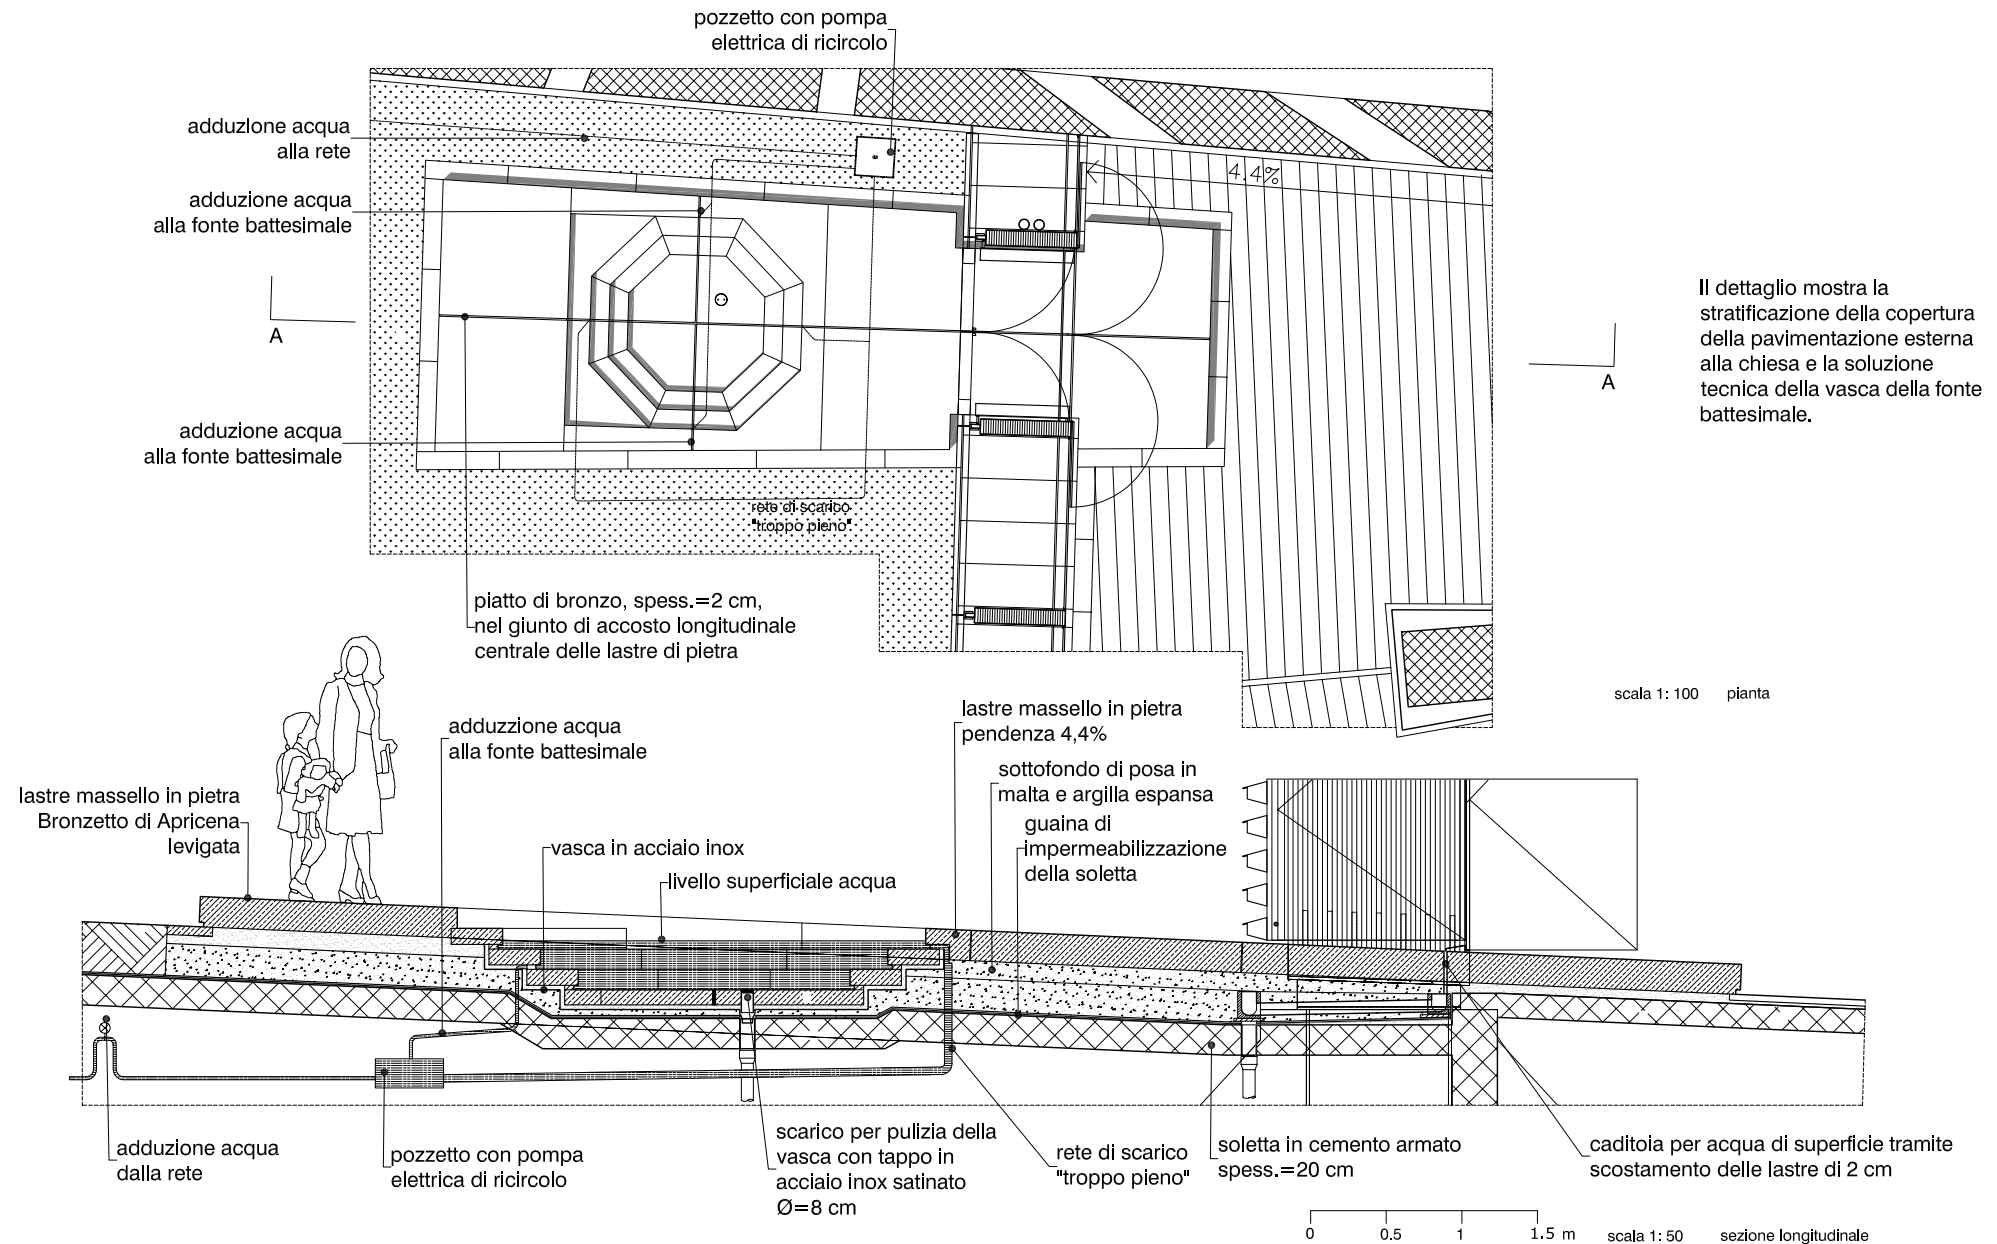 pozzetto con pompa
elettrica di ricircolo
adduzIone acqua
alla rete
adduzione acqua
alla fonte battesimale
4.4%
A
A
Il dettaglio mostra la
stratificazione della copertura
della pavimentazione esterna
alla chiesa e la soluzione
tecnica della vasca della fonte
battesimale.
adduzione acqua
alla fonte battesimale
rete di scarico
"troppo pieno"
piatto di bronzo, spess.=2 cm,
nel giunto di accosto longitudinale
centrale delle lastre di pietra
scala 1: 100 pianta
lastre massello in pietra
pendenza 4,4%
adduzzione acqua
alla fonte battesimale
sottofondo di posa in
malta e argilla espansa
lastre massello in pietra
Bronzetto di Apricena
levigata
guaina di
impermeabilizzazione
della soletta
vasca in acciaio inox
livello superficiale acqua
adduzione acqua
dalla rete
pozzetto con pompa
elettrica di ricircolo
scarico per pulizia della
vasca con tappo in
acciaio inox satinato
Ø=8 cm
rete di scarico
"troppo pieno"
soletta in cemento armato
spess.=20 cm
caditoia per acqua di superficie tramite
scostamento delle lastre di 2 cm
0 0.5 1 1.5 m
scala 1: 50 sezione longitudinale